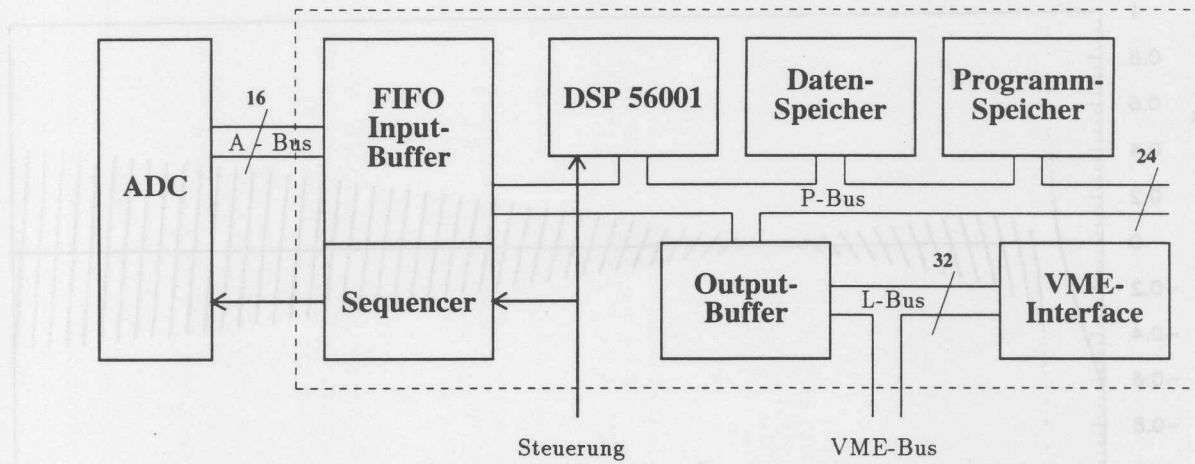 ADC
16
A - Bus
FIFO
Input-
Buffer
Sequencer
DSP 56001
Daten-
Speicher
Programm-
Speicher
24
P-Bus
Output-
Buffer
32
L-Bus
VME-
Interface
Steuerung
VME-Bus